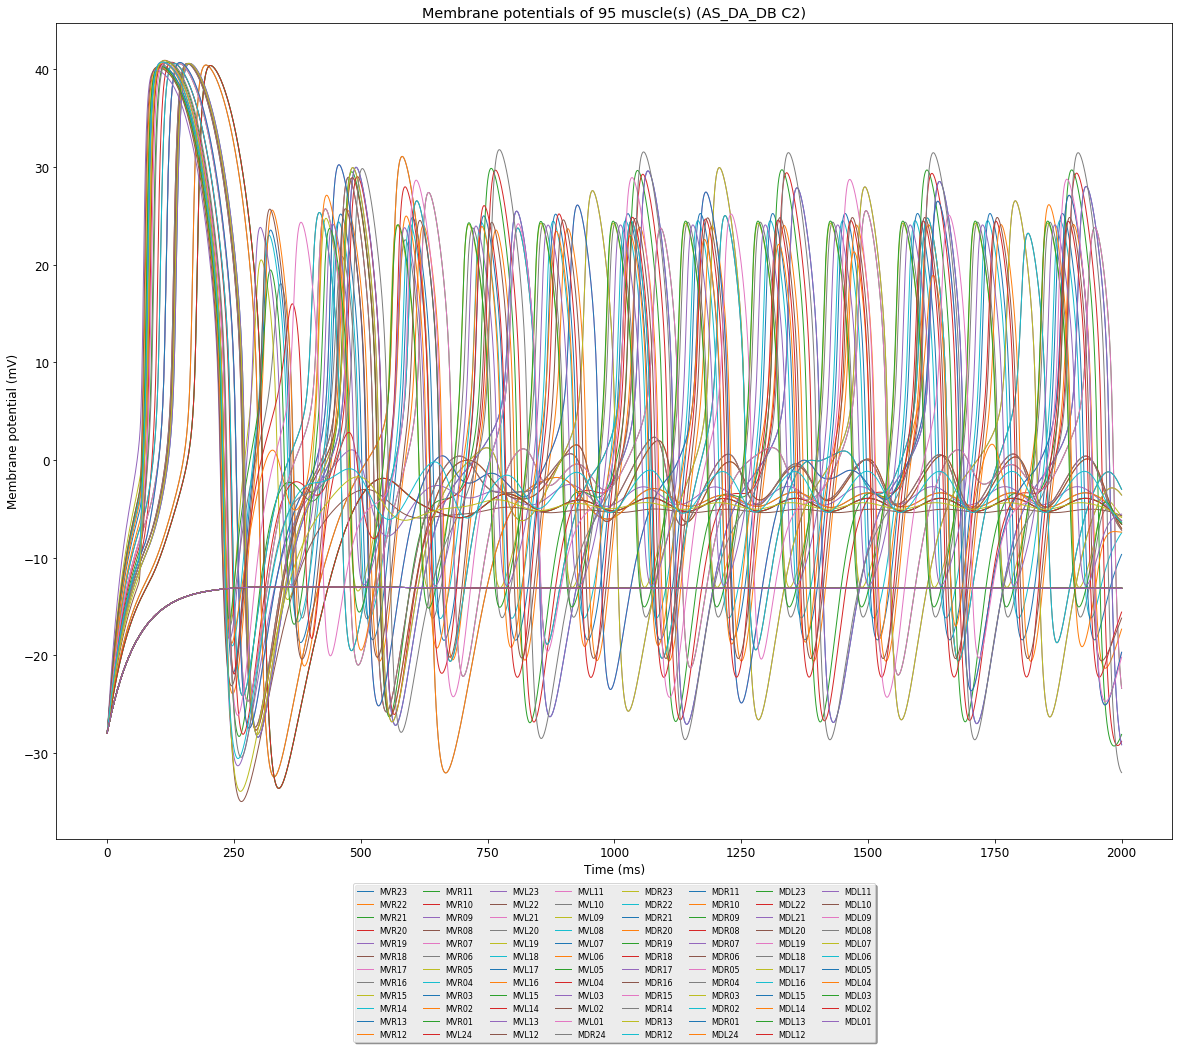 Membrane potentials of 95 muscle(s) (AS_DA_DB C2)
40
30
20
10
0
−10
−20
−30
Muscle potential (mV)
0 250 500 750 1000 1250 1500 1750 2000
Time (ms)
MVR23 MVR11 MVL23 MVL11 MDR23 MDR11 MDL23 MDL11
MVR22 MVR10 MVL22 MVL10 MDR22 MDR10 MDL22 MDL10
MVR21 MVR09 MVL21 MVL09 MDR21 MDR09 MDL21 MDL09
MVR20 MVR08 MVL20 MVL08 MDR20 MDR08 MDL20 MDL08
MVR19 MVR07 MVL19 MVL07 MDR19 MDR07 MDL19 MDL07
MVR18 MVR06 MVL18 MVL06 MDR18 MDR06 MDL18 MDL06
MVR17 MVR05 MVL17 MVL05 MDR17 MDR05 MDL17 MDL05
MVR16 MVR04 MVL16 MVL04 MDR16 MDR04 MDL16 MDL04
MVR15 MVR03 MVL15 MVL03 MDR15 MDR03 MDL15 MDL03
MVR14 MVR02 MVL14 MVL02 MDR13 MDR02 MDL14 MDL02
MVR13 MVR01 MVL13 MVL01 MDR13 MDR01 MDL13 MDL01
MVR12 MVL24 MVL12 MDR24 MDR12 MDL24 MDL12